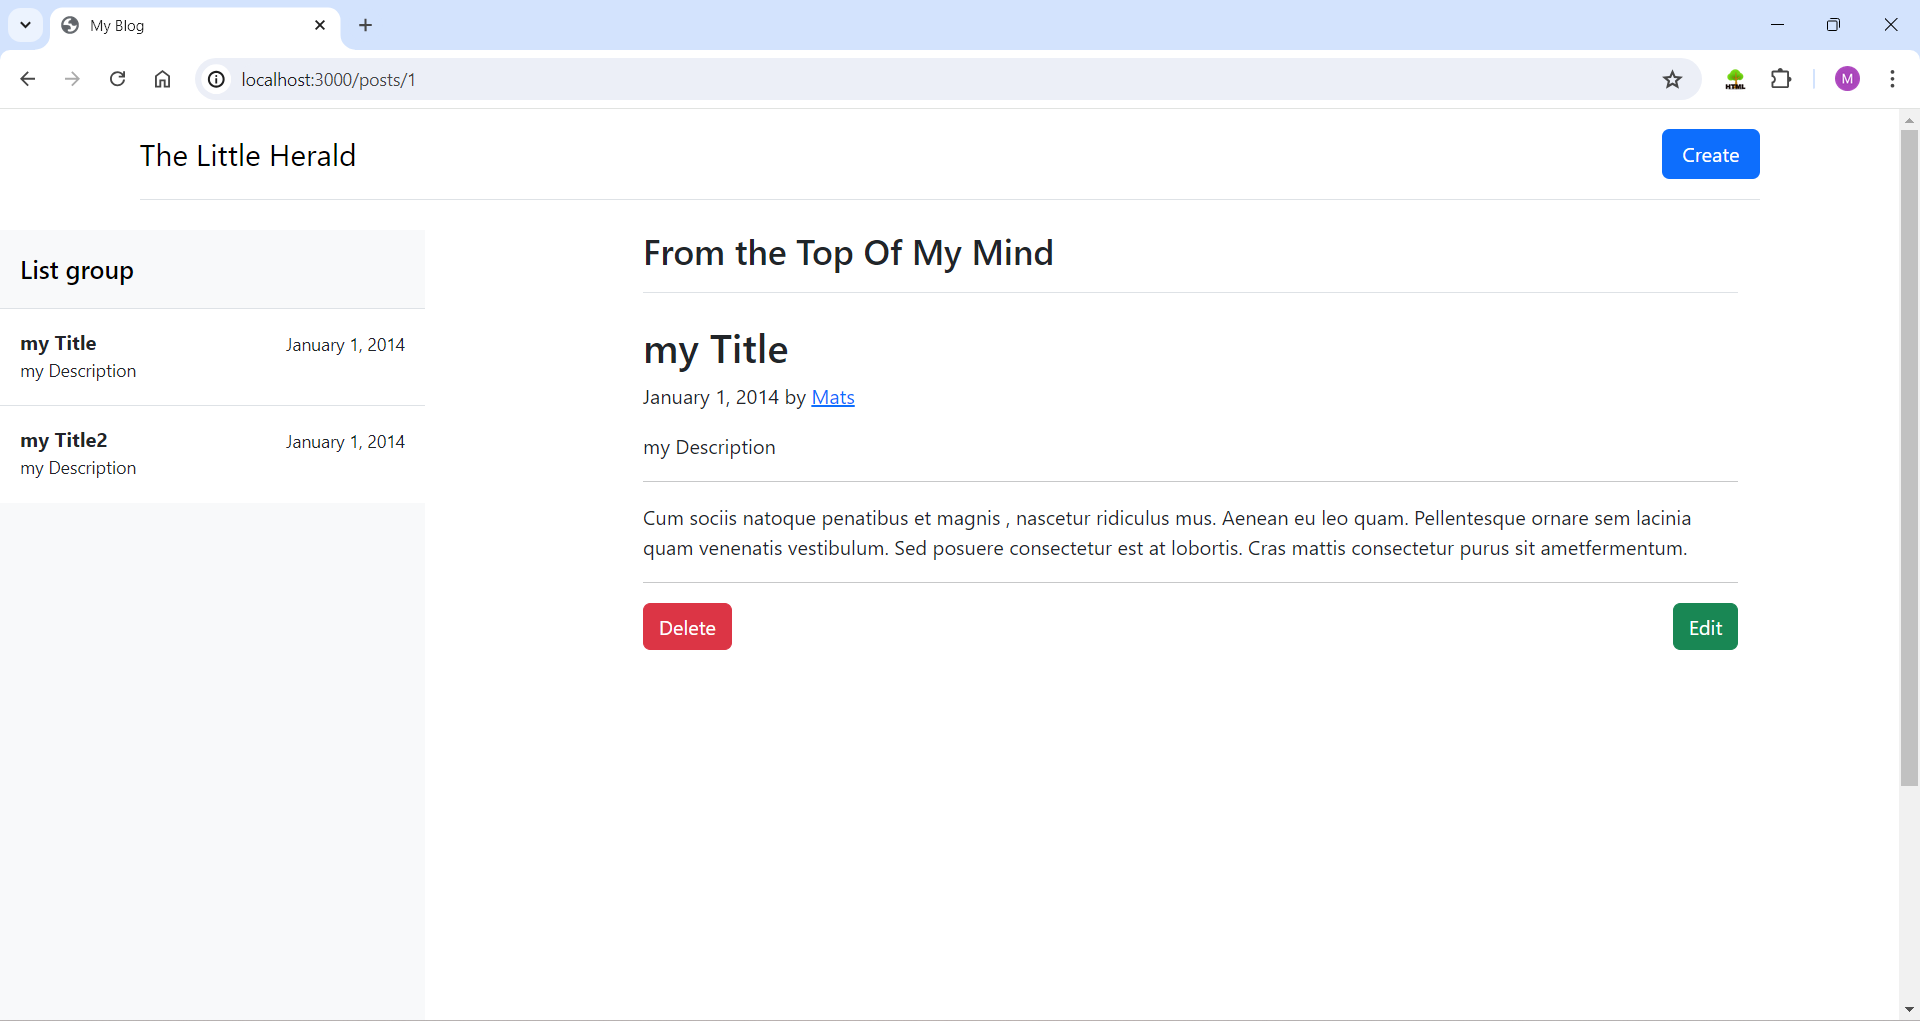 My Blog
localhost:3000/posts/1
HTML
M
The Little Herald
Create
List group
my Title
January 1, 2014
my Description
my Title2
January 1, 2014
my Description
From the Top Of My Mind
my Title
January 1, 2014 by Mats
my Description
Cum sociis natoque penatibus et magnis , nascetur ridiculus mus. Aenean eu leo quam. Pellentesque ornare sem lacinia
quam venenatis vestibulum. Sed posuere consectetur est at lobortis. Cras mattis consectetur purus sit ametfermentum.
Delete
Edit